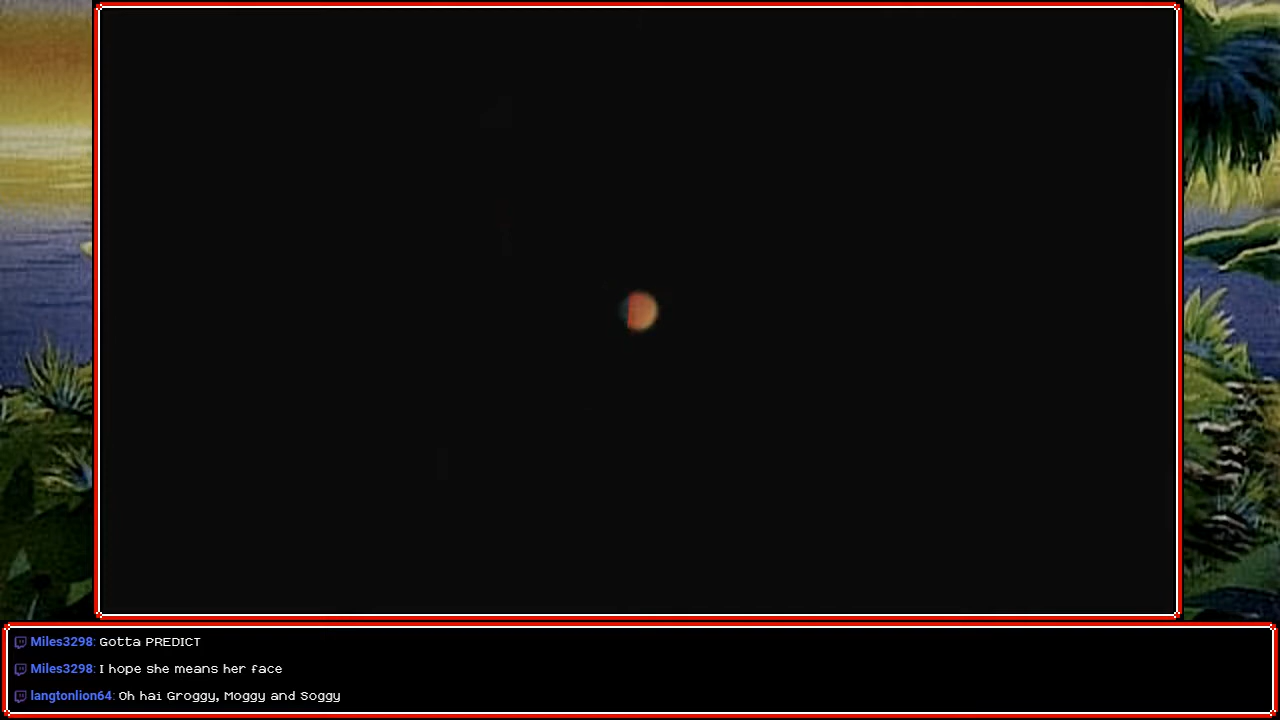 Miles3298: Gotta PREDICT
Miles3298: I hope she means her face
langtonlion64: Oh hai Groggy, Moggy and Soggy